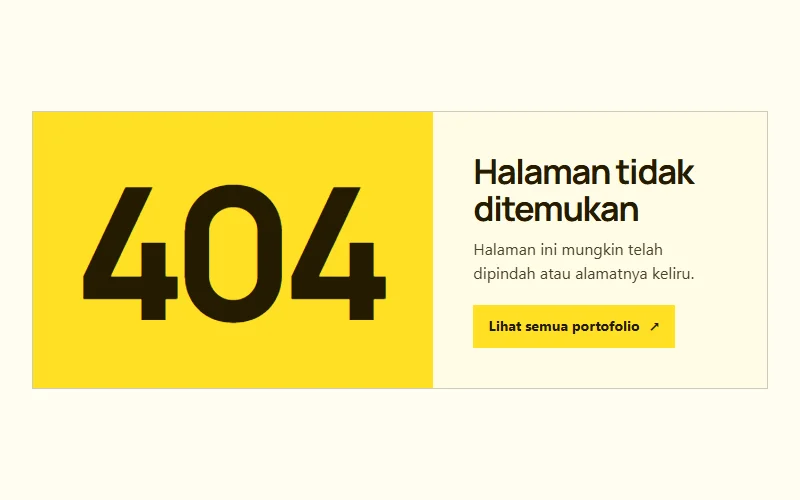 404
Halaman tidak
ditemukan
Halaman ini mungkin telah
dipindah atau alamatnya keliru.
Lihat semua portofolio ↗